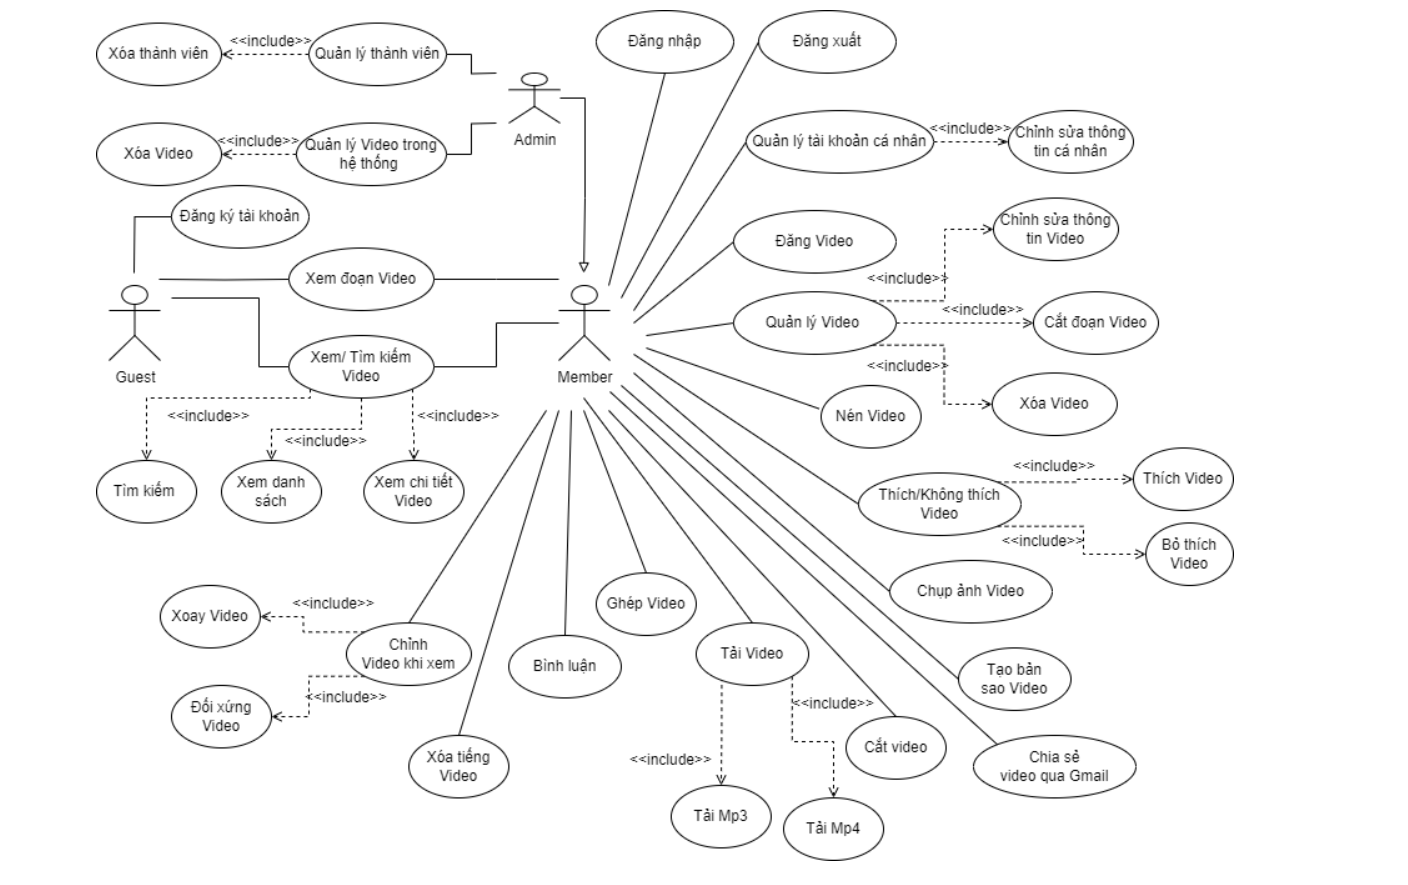 Đăng nhập
Đăng xuất
Xóa thành viên
<<include>>
Quản lý thành viên
Admin
Xóa Video
<<include>>
Quản lý Video trong
hệ thống
Quản lý tài khoản cá nhân
<<include>>
Chỉnh sửa thông
tin cá nhân
Đăng ký tài khoản
Đăng Video
Chỉnh sửa thông
tin Video
Xem đoạn Video
<<include>>
Quản lý Video
<<include>>
Cắt đoạn Video
Guest
Xem/ Tìm kiếm
Video
Member
<<include>>
Xóa Video
Nén Video
<<include>>
<<include>>
<<include>>
Tìm kiếm
Xem danh
sách
Xem chi tiết
Video
Thích/Không thích
Video
<<include>>
Thích Video
<<include>>
Bỏ thích
Video
Chụp ảnh Video
Xoay Video
<<include>>
Chỉnh
Video khi xem
Ghép Video
Bình luận
Tải Video
Tạo bản
sao Video
Đối xứng
Video
<<include>>
<<include>>
Cắt video
Xóa tiếng
Video
<<include>>
Chia sẻ
video qua Gmail
Tải Mp3
Tải Mp4